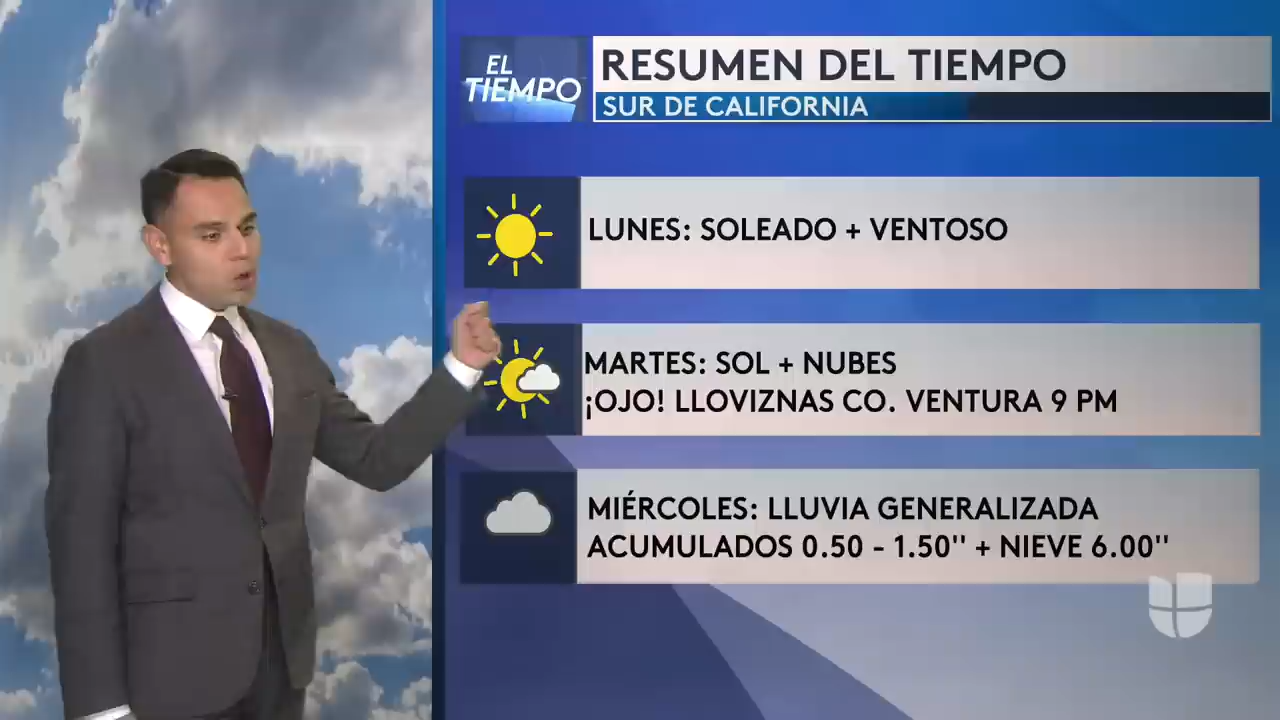 EL
TIEMPO
RESUMEN DEL TIEMPO
SUR DE CALIFORNIA
LUNES: SOLEADO + VENTOSO
MARTES: SOL + NUBES
¡OJO! LLOVIZNAS CO. VENTURA 9 PM
MIÉRCOLES: LLUVIA GENERALIZADA
ACUMULADOS 0.50 - 1.50'' + NIEVE 6.00''